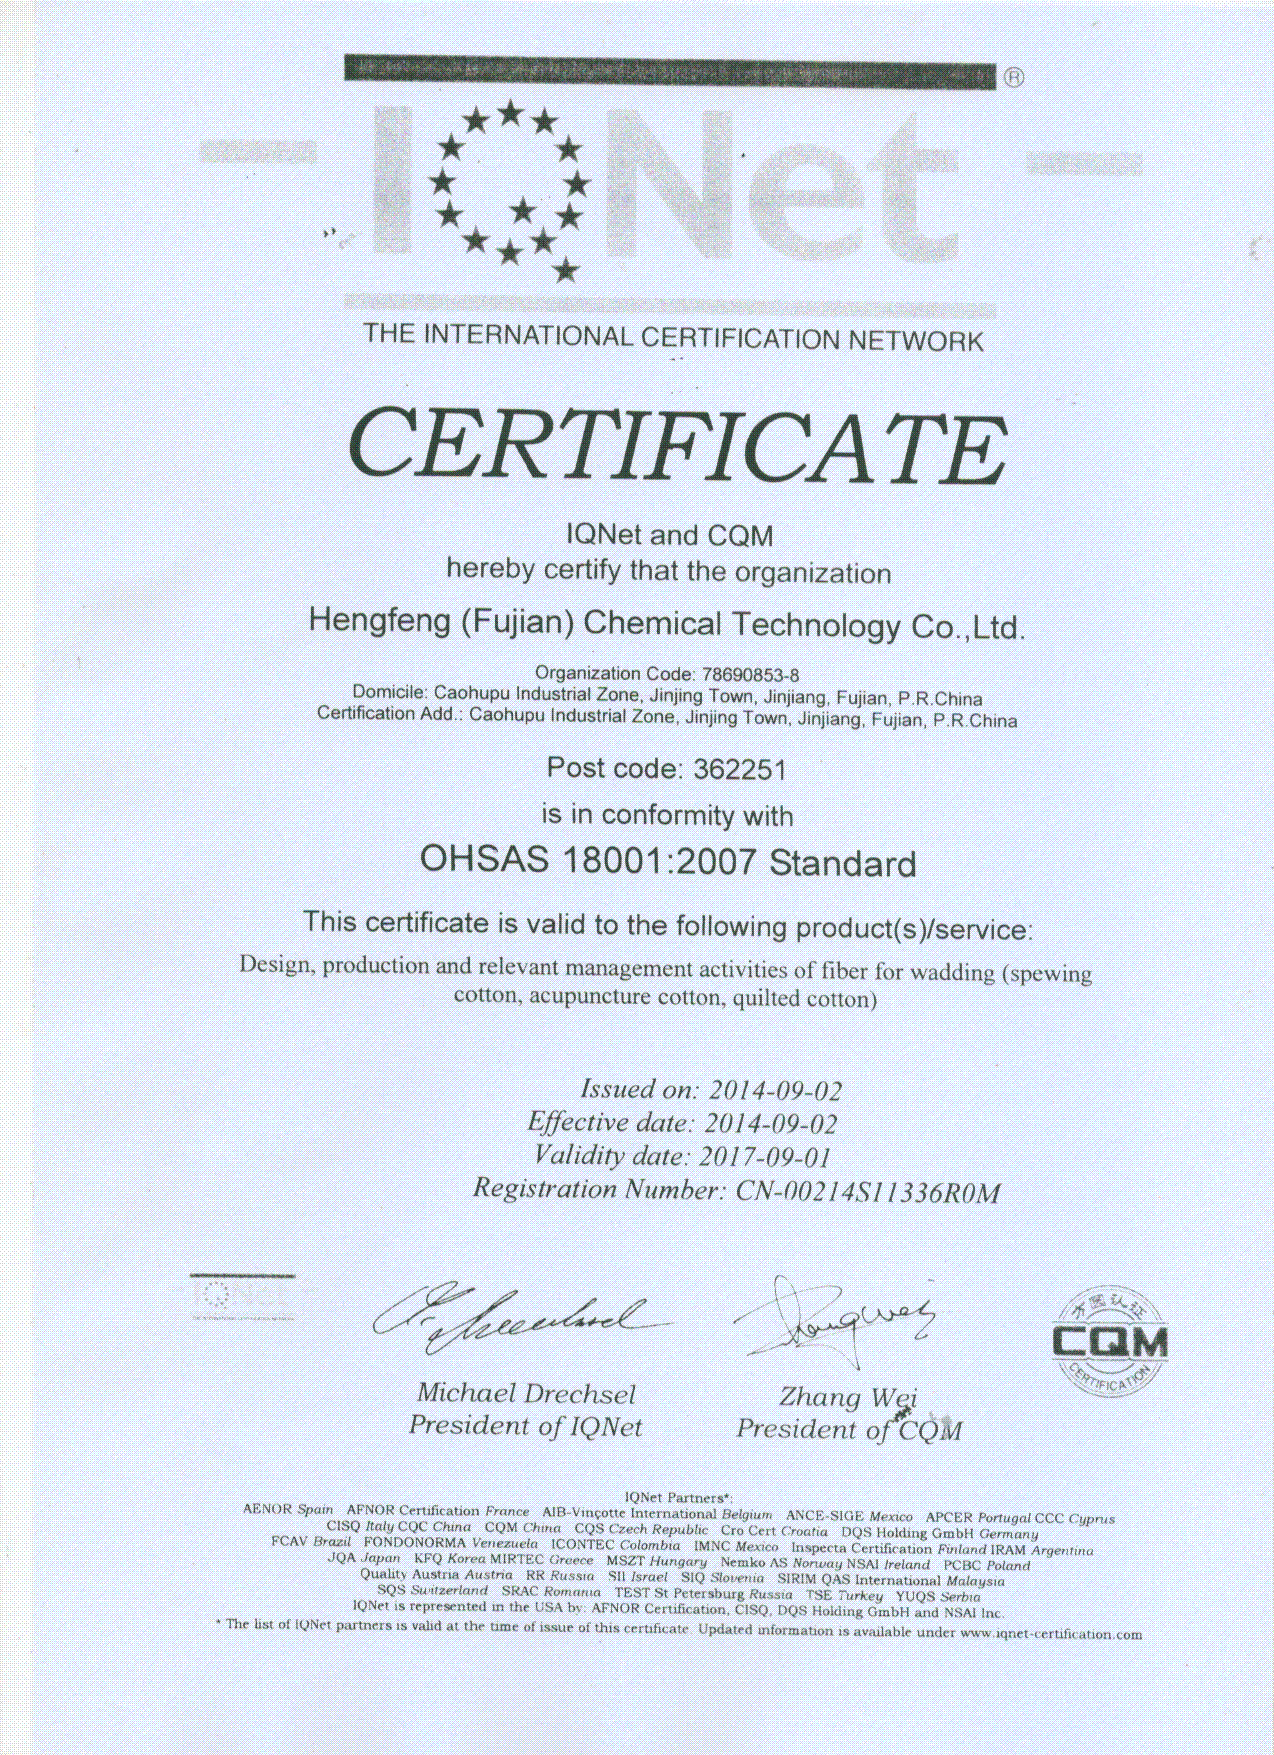 ®
IQNet
THE INTERNATIONAL CERTIFICATION NETWORK
CERTIFICATE
IQNet and CQM
hereby certify that the organization
Hengfeng (Fujian) Chemical Technology Co.,Ltd.
Organization Code: 78690853-8
Domicile: Caohupu Industrial Zone, Jinjing Town, Jinjiang, Fujian, P.R.China
Certification Add.: Caohupu Industrial Zone, Jinjing Town, Jinjiang, Fujian, P.R.China
Post code: 362251
is in conformity with
OHSAS 18001:2007 Standard
This certificate is valid to the following product(s)/service:
Design, production and relevant management activities of fiber for wadding (spewing
cotton, acupuncture cotton, quilted cotton)
Issued on: 2014-09-02
Effective date: 2014-09-02
Validity date: 2017-09-01
Registration Number: CN-00214S11336R0M
IQNet
方圆认证
CQM
CERTIFICATION
Michael Drechsel
President of IQNet
Zhang Wei
President of CQM
IQNet Partners*:
AENOR Spain AFNOR Certification France AIB-Vinçotte International Belgium ANCE-SIGE Mexico APCER Portugal CCC Cyprus
CISQ Italy CQC China CQM China CQS Czech Republic Cro Cert Croatia DQS Holding GmbH Germany
FCAV Brazil FONDONORMA Venezuela ICONTEC Colombia IMNC Mexico Inspecta Certification Finland IRAM Argentina
JQA Japan KFQ Korea MIRTEC Greece MSZT Hungary Nemko AS Norway NSAI Ireland PCBC Poland
Quality Austria Austria RR Russia SII Israel SIQ Slovenia SIRIM QAS International Malaysia
SQS Switzerland SRAC Romania TEST St Petersburg Russia TSE Turkey YUQS Serbia
IQNet is represented in the USA by: AFNOR Certification, CISQ, DQS Holding GmbH and NSAI Inc.
* The list of IQNet partners is valid at the time of issue of this certificate. Updated information is available under www.iqnet-certification.com